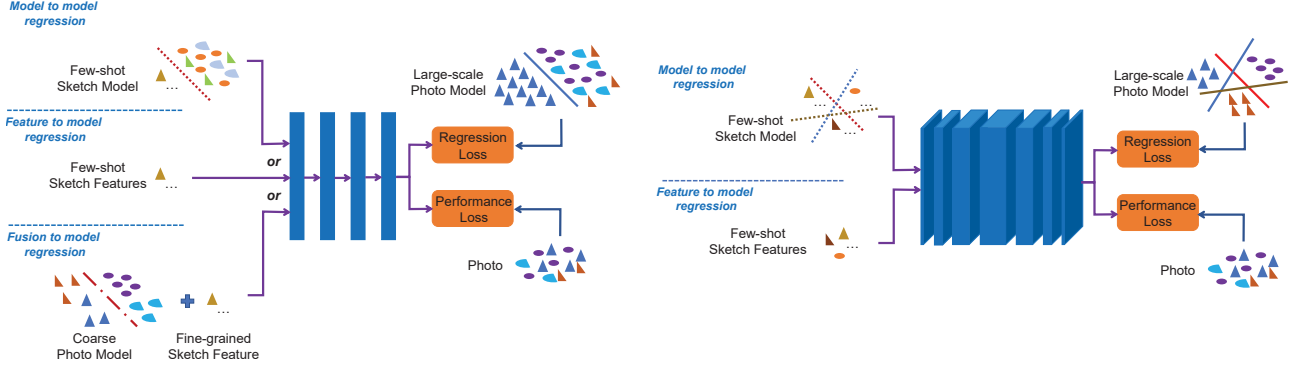 Model to model
regression
Few-shot
Sketch Model
...
Feature to model
regression
Few-shot
Sketch Features
...
Fusion to model
regression
...
Coarse
Photo Model
Fine-grained
Sketch Feature
or
or
Large-scale
Photo Model
Regression
Loss
Performance
Loss
Photo
Model to model
regression
...
...
...
Few-shot
Sketch Model
Feature to model
regression
Few-shot
Sketch Features
...
Large-scale
Photo Model
Regression
Loss
Performance
Loss
Photo